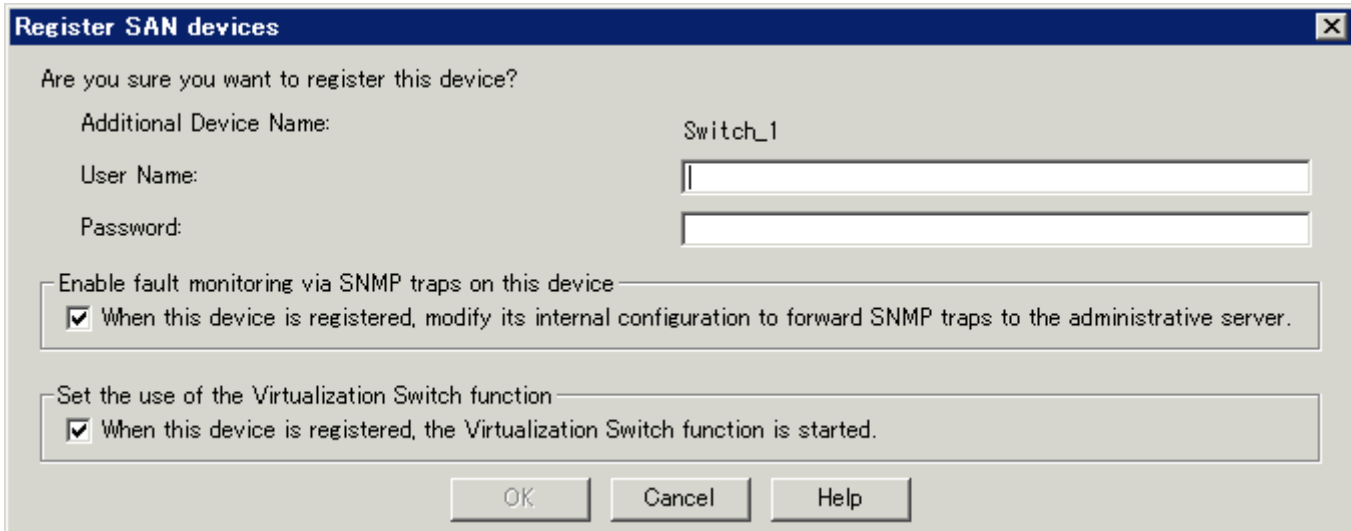 Register SAN devices
Are you sure you want to register this device?
Additional Device Name: Switch_1
User Name:
Password:
Enable fault monitoring via SNMP traps on this device
When this device is registered, modify its internal configuration to forward SNMP traps to the administrative server.
Set the use of the Virtualization Switch function
When this device is registered, the Virtualization Switch function is started.
OK Cancel Help